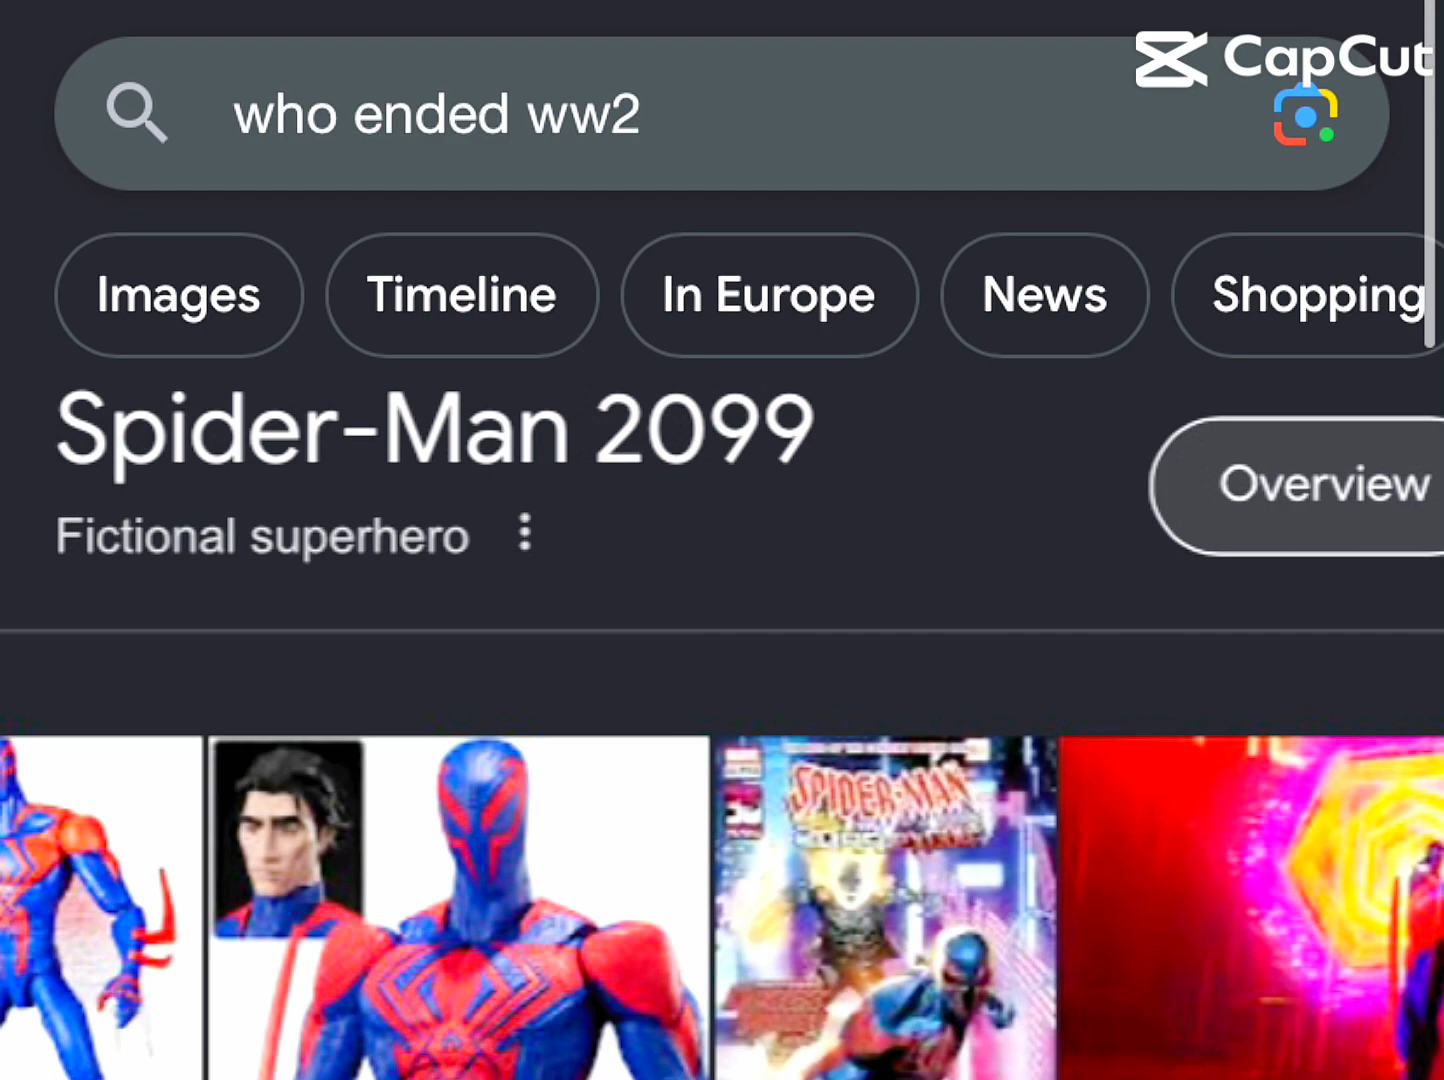 CapCut
who ended ww2
Images Timeline In Europe News Shopping
Spider-Man 2099
Overview
Fictional superhero
SPIDER-MAN